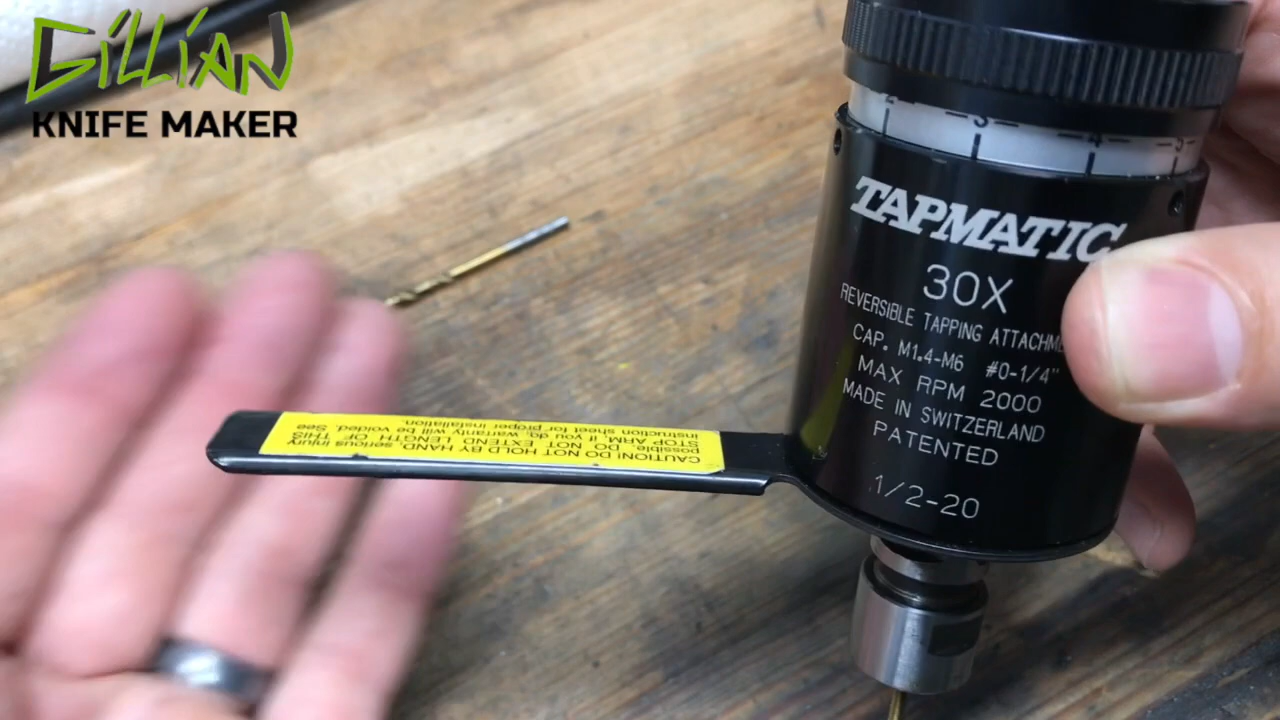 GiLLiAN
KNIFE MAKER
2 3 4 5
TAPMATIC
30X
REVERSIBLE TAPPING ATTACHME
CAP. M1.4-M6 #0-1/4"
MAX RPM 2000
MADE IN SWITZERLAND
PATENTED
1/2-20
CAUTION! DO NOT HOLD BY HAND, serious injury
possible. DO NOT EXTEND LENGTH OF THIS
STOP ARM, if you do, warranty will be voided. See
instruction sheet for proper installation.